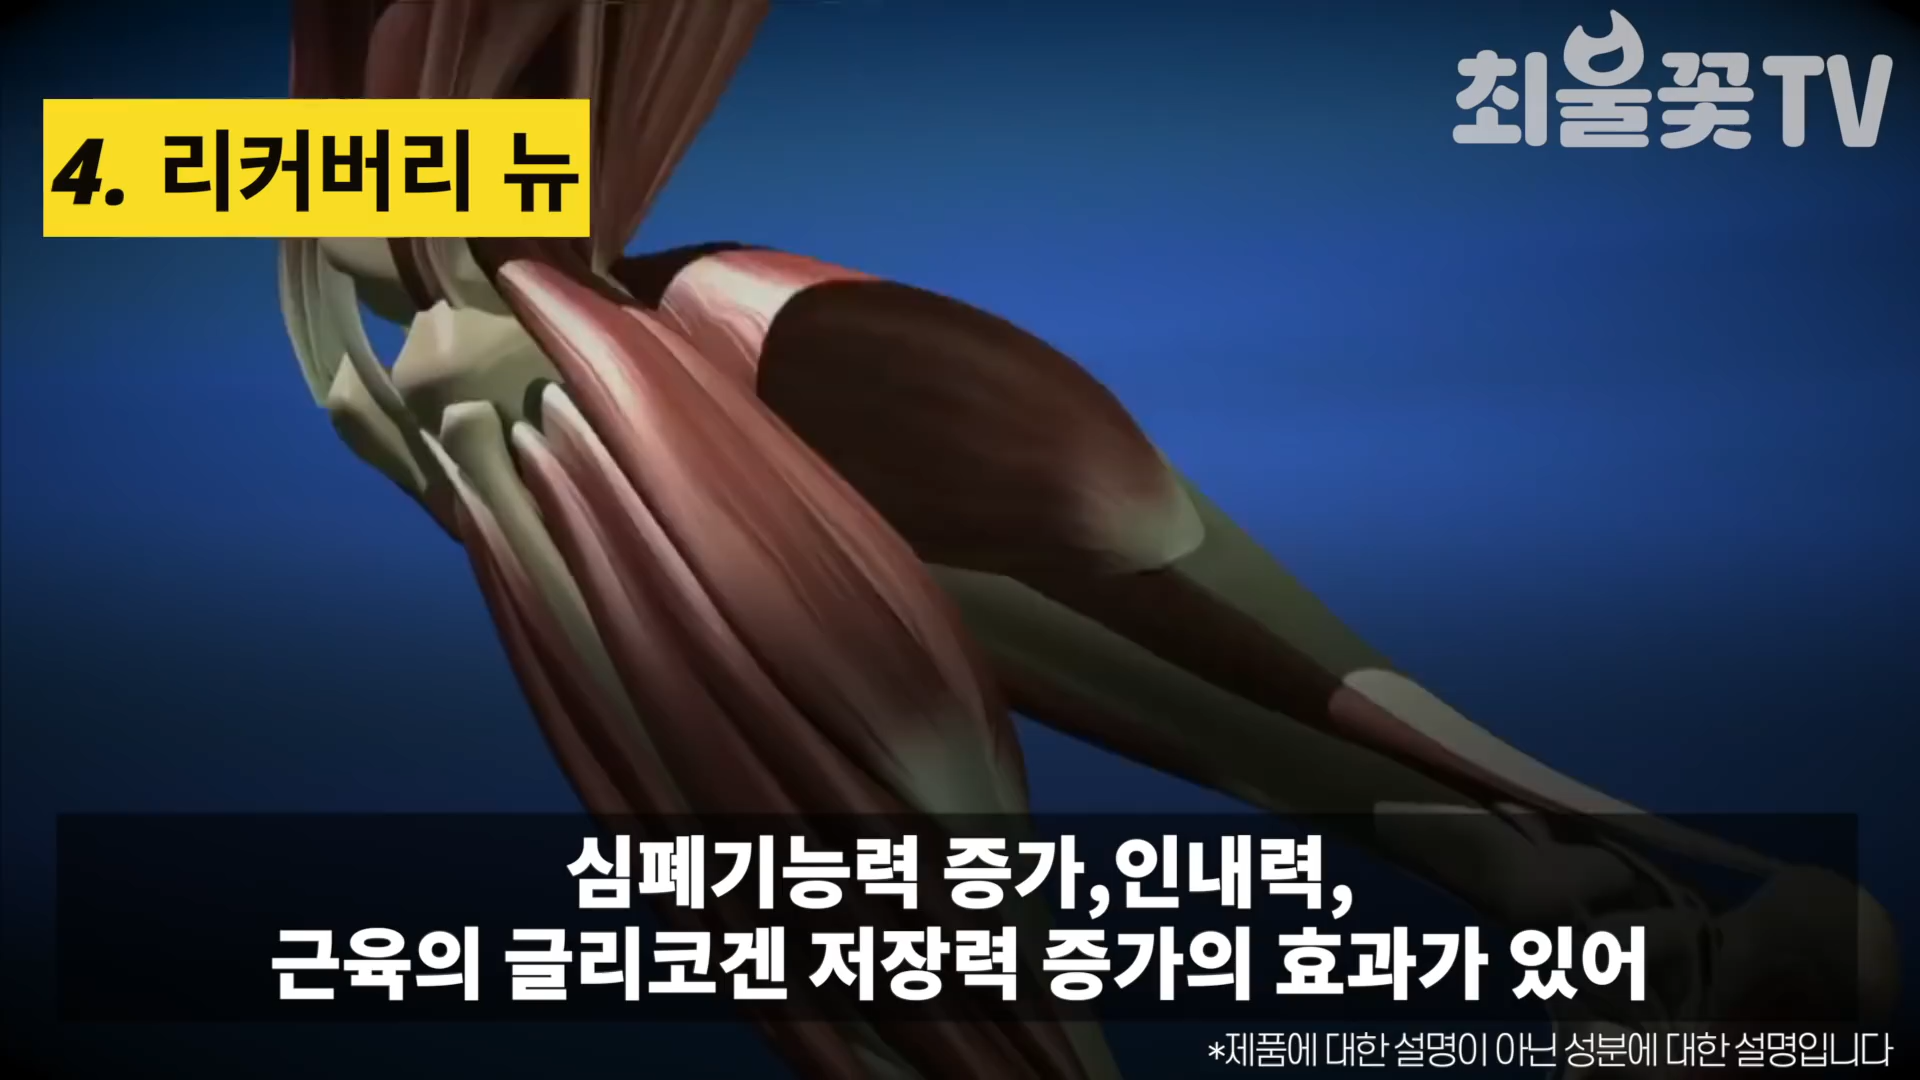 최울꽃TV
4. 리커버리 뉴
심폐기능력 증가,인내력,
근육의 글리코겐 저장력 증가의 효과가 있어
*제품에 대한 설명이 아닌 성분에 대한 설명입니다